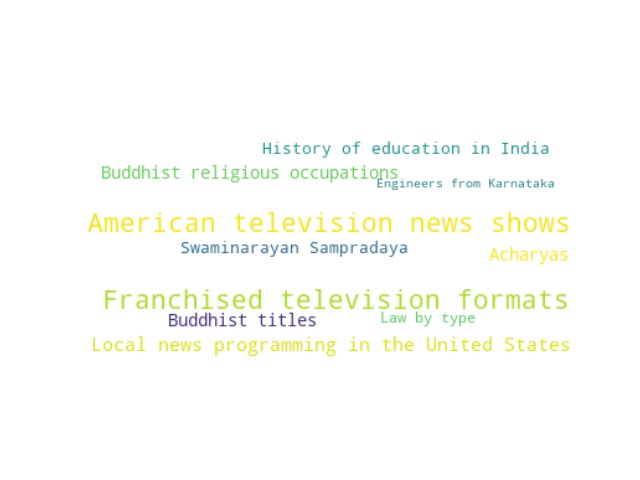 History of education in India
Buddhist religious occupations
Engineers from Karnataka
American television news shows
Swaminarayan Sampradaya
Acharyas
Franchised television formats
Buddhist titles
Law by type
Local news programming in the United States